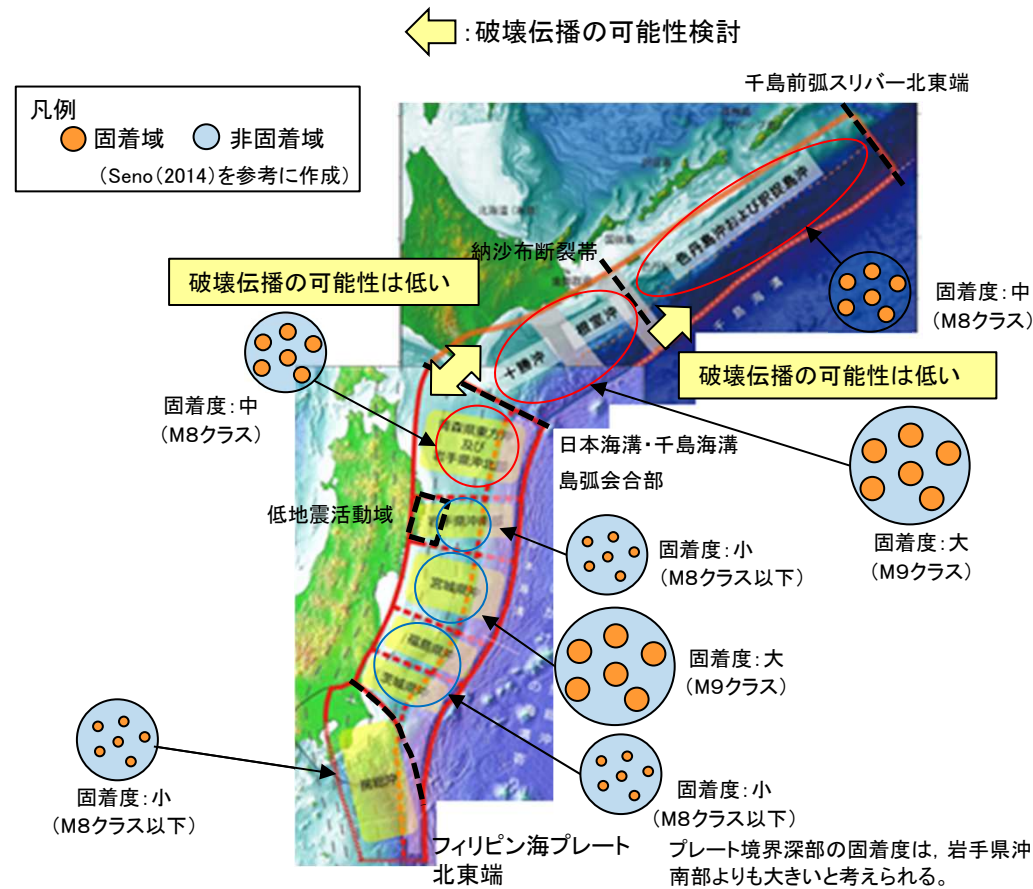 :破壊伝播の可能性検討
千島前弧スリバー北東端
凡例
固着域 非固着域
(Seno(2014)を参考に作成)
色丹島沖および択捉島沖
納沙布断裂帯
破壊伝播の可能性は低い
固着度:中
(M8クラス)
千島海溝
根室沖
十勝沖
破壊伝播の可能性は低い
固着度:中
(M8クラス)
青森県東方沖
及び
岩手県沖北部
日本海溝・千島海溝
島弧会合部
固着度:大
(M9クラス)
低地震活動域
岩手県沖南部
固着度:小
(M8クラス以下)
宮城県沖
固着度:大
(M9クラス)
福島県沖
茨城県沖
固着度:小
(M8クラス以下)
房総沖
固着度:小
(M8クラス以下)
フィリピン海プレート
北東端
プレート境界深部の固着度は, 岩手県沖
南部よりも大きいと考えられる。